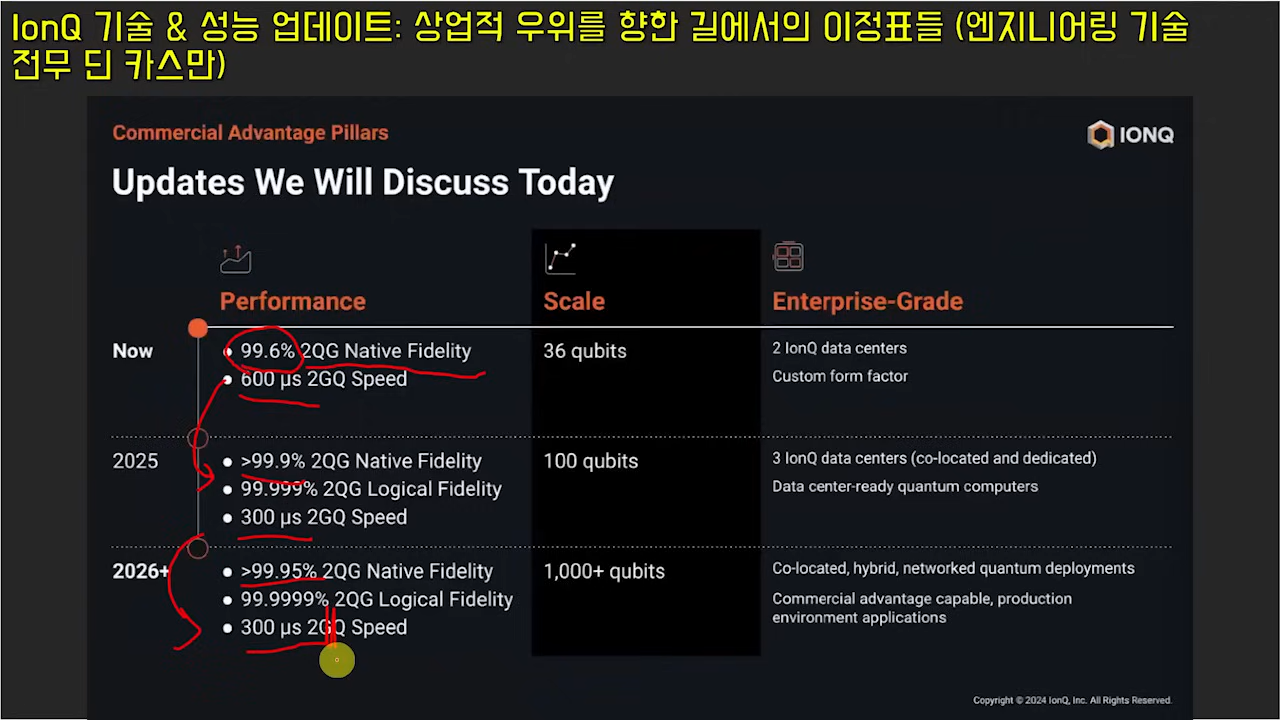 IonQ 기술 & 성능 업데이트: 상업적 우위를 향한 길에서의 이정표들 (엔지니어링 기술
전무 딘 카스만)
Commercial Advantage Pillars
IONQ
Updates We Will Discuss Today
Performance
Scale
Enterprise-Grade
Now
99.6% 2QG Native Fidelity
600 µs 2GQ Speed
36 qubits
2 IonQ data centers
Custom form factor
2025
>99.9% 2QG Native Fidelity
99.999% 2QG Logical Fidelity
300 µs 2GQ Speed
100 qubits
3 IonQ data centers (co-located and dedicated)
Data center-ready quantum computers
2026+
>99.95% 2QG Native Fidelity
99.9999% 2QG Logical Fidelity
300 µs 2GQ Speed
1,000+ qubits
Co-located, hybrid, networked quantum deployments
Commercial advantage capable, production
environment applications
Copyright © 2024 IonQ, Inc. All Rights Reserved.